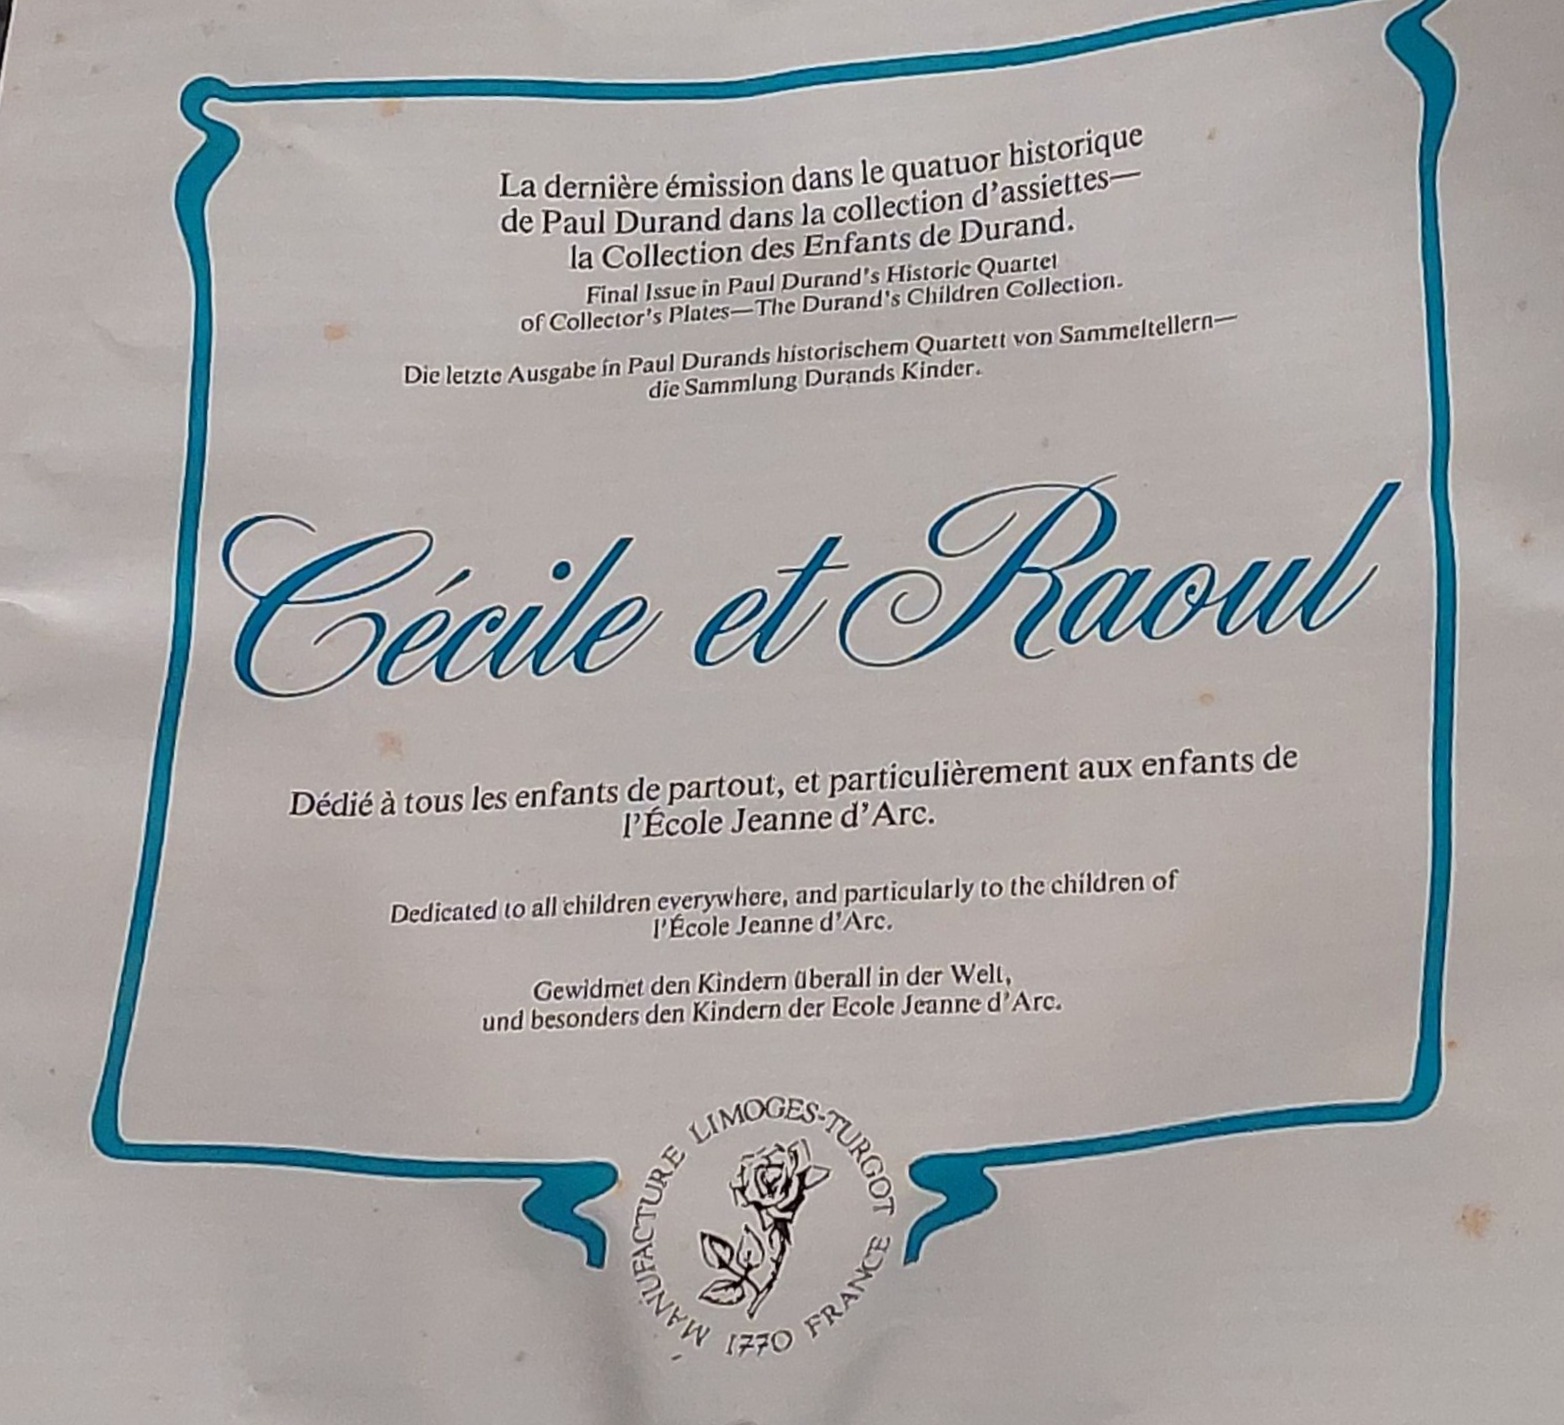 La dernière émission dans le quatuor historique
de Paul Durand dans la collection d'assiettes—
la Collection des Enfants de Durand.
Final Issue in Paul Durand's Historic Quartet
of Collector's Plates—The Durand's Children Collection.
Die letzte Ausgabe in Paul Durands historischem Quartett von Sammeltellern—
die Sammlung Durands Kinder.
Cécile et Raoul
Dédié à tous les enfants de partout, et particulièrement aux enfants de
l'École Jeanne d'Arc.
Dedicated to all children everywhere, and particularly to the children of
l'École Jeanne d'Arc.
Gewidmet den Kindern überall in der Welt,
und besonders den Kindern der Ecole Jeanne d'Arc.
MANUFACTURE LIMOGES-TURGOT
1770 FRANCE